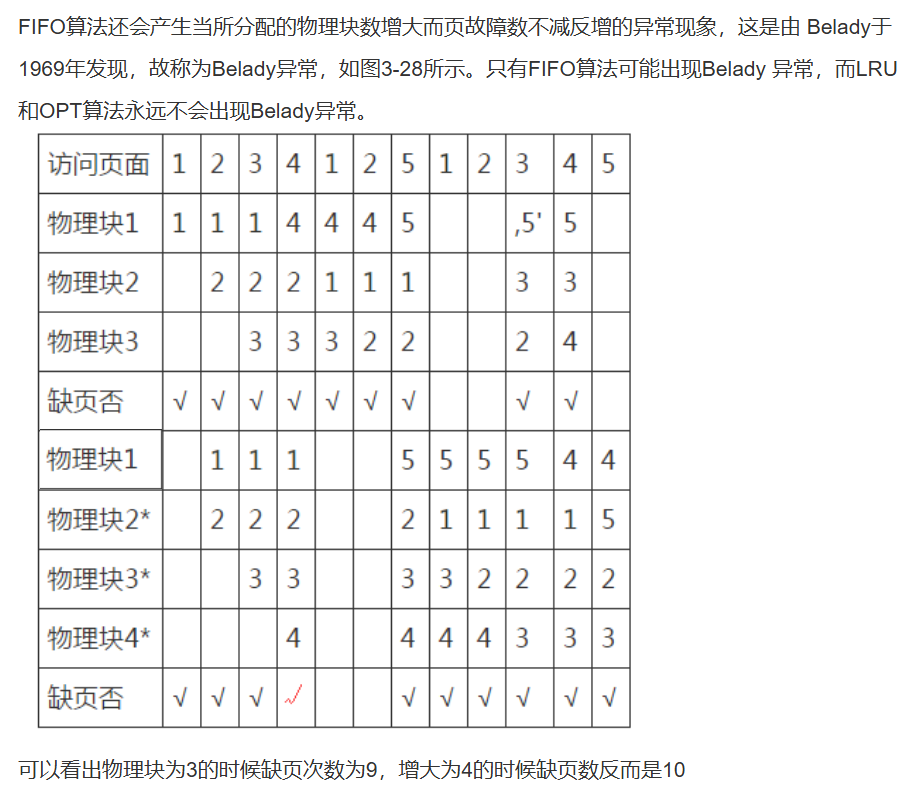 FIFO算法还会产生当所分配的物理块数增大而页故障数不减反增的异常现象，这是由 Belady于
1969年发现，故称为Belady异常，如图3-28所示。只有FIFO算法可能出现Belady 异常，而LRU
和OPT算法永远不会出现Belady异常。
访问页面 1 2 3 4 1 2 5 1 2 3 4 5
物理块1 1 1 1 4 4 4 5 ,5' 5
物理块2 2 2 2 1 1 1 3 3
物理块3 3 3 3 2 2 2 4
缺页否 √ √ √ √ √ √ √ √ √
物理块1 1 1 1 5 5 5 5 4 4
物理块2* 2 2 2 2 1 1 1 1 5
物理块3* 3 3 3 3 2 2 2 2
物理块4* 4 4 4 4 3 3 3
缺页否 √ √ √ √ √ √ √ √ √ √
可以看出物理块为3的时候缺页次数为9，增大为4的时候缺页数反而是10